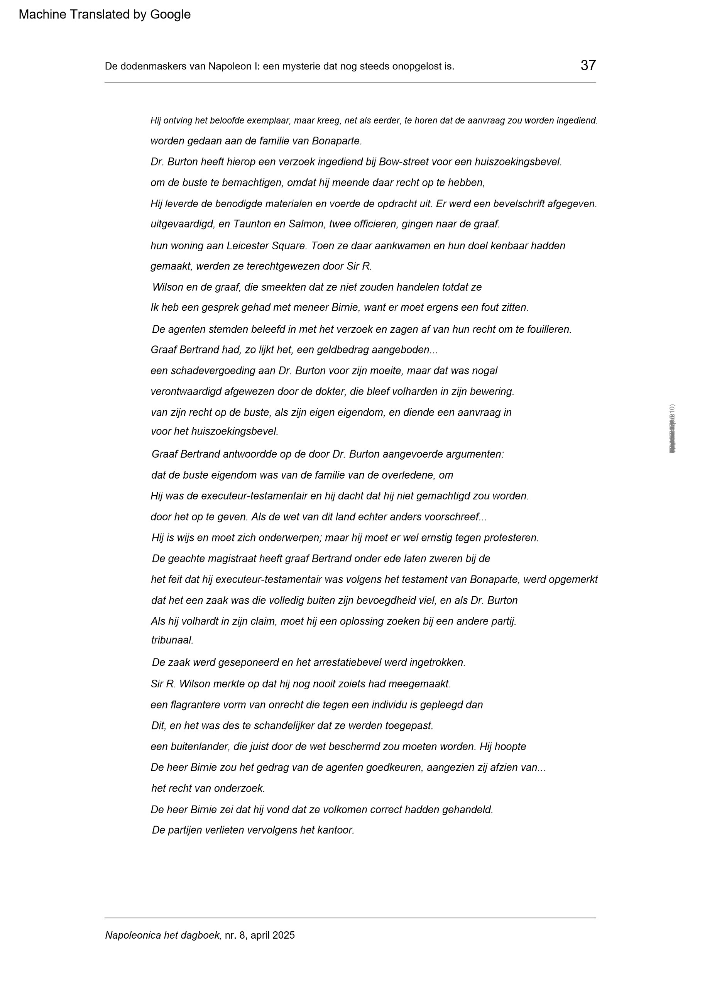 Machine Translated by Google
De dodenmaskers van Napoleon I: een mysterie dat nog steeds onopgelost is. 37
Hij ontving het beloofde exemplaar, maar kreeg, net als eerder, te horen dat de aanvraag zou worden ingediend.
worden gedaan aan de familie van Bonaparte.
Dr. Burton heeft hierop een verzoek ingediend bij Bow-street voor een huiszoekingsbevel.
om de buste te bemachtigen, omdat hij meende daar recht op te hebben,
Hij leverde de benodigde materialen en voerde de opdracht uit. Er werd een bevelschrift afgegeven.
uitgevaardigd, en Taunton en Salmon, twee officieren, gingen naar de graaf.
hun woning aan Leicester Square. Toen ze daar aankwamen en hun doel kenbaar hadden
gemaakt, werden ze terechtgewezen door Sir R.
Wilson en de graaf, die smeekten dat ze niet zouden handelen totdat ze
Ik heb een gesprek gehad met meneer Birnie, want er moet ergens een fout zitten.
De agenten stemden beleefd in met het verzoek en zagen af van hun recht om te fouilleren.
Graaf Bertrand had, zo lijkt het, een geldbedrag aangeboden...
een schadevergoeding aan Dr. Burton voor zijn moeite, maar dat was nogal
verontwaardigd afgewezen door de dokter, die bleef volharden in zijn bewering.
van zijn recht op de buste, als zijn eigen eigendom, en diende een aanvraag in
voor het huiszoekingsbevel.
Graaf Bertrand antwoordde op de door Dr. Burton aangevoerde argumenten:
dat de buste eigendom was van de familie van de overledene, om
Hij was de executeur-testamentair en hij dacht dat hij niet gemachtigd zou worden.
door het op te geven. Als de wet van dit land echter anders voorschreef...
Hij is wijs en moet zich onderwerpen; maar hij moet er wel ernstig tegen protesteren.
De geachte magistraat heeft graaf Bertrand onder ede laten zweren bij de
het feit dat hij executeur-testamentair was volgens het testament van Bonaparte, werd opgemerkt
dat het een zaak was die volledig buiten zijn bevoegdheid viel, en als Dr. Burton
Als hij volhardt in zijn claim, moet hij een oplossing zoeken bij een andere partij.
tribunaal.
De zaak werd geseponeerd en het arrestatiebevel werd ingetrokken.
Sir R. Wilson merkte op dat hij nog nooit zoiets had meegemaakt.
een flagrantere vorm van onrecht die tegen een individu is gepleegd dan
Dit, en het was des te schandelijker dat ze werden toegepast.
een buitenlander, die juist door de wet beschermd zou moeten worden. Hij hoopte
De heer Birnie zou het gedrag van de agenten goedkeuren, aangezien zij afzien van...
het recht van onderzoek.
De heer Birnie zei dat hij vond dat ze volkomen correct hadden gehandeld.
De partijen verlieten vervolgens het kantoor.
Napoleonica het dagboek, nr. 8, april 2025